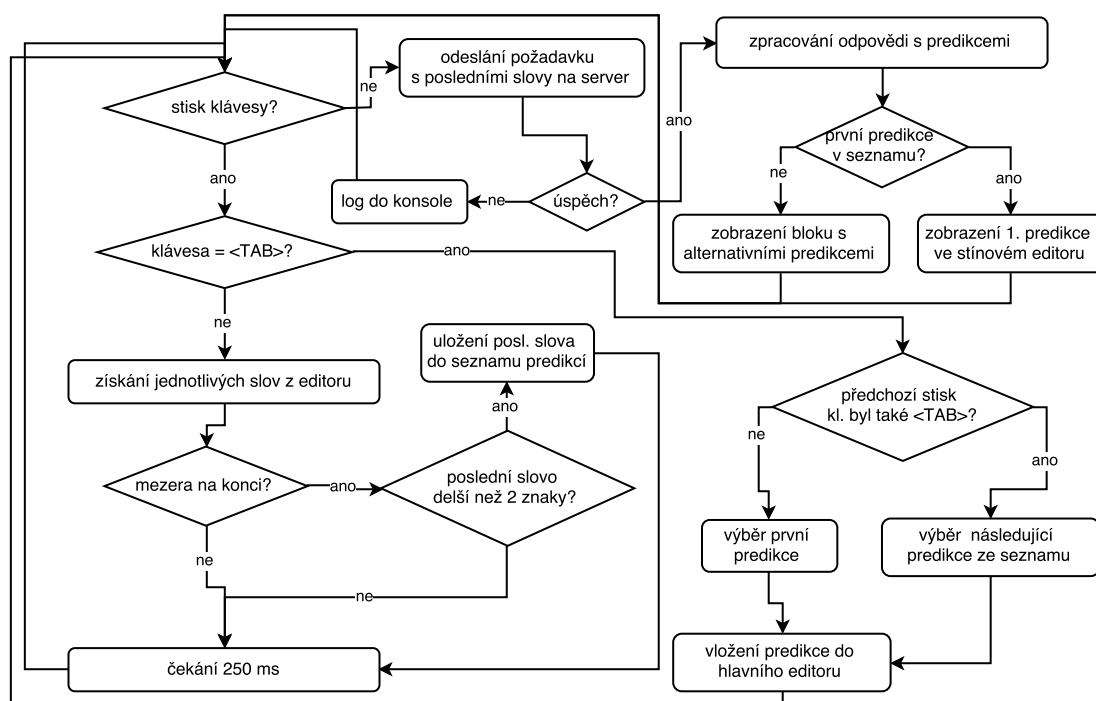 zpracování odpovědi s predikcemi
odeslání požadavku
s posledními slovy na server
ne
stisk klávesy?
ano
první predikce
v seznamu?
ne
ano
ano
log do konsole
ne
úspěch?
zobrazení bloku s
alternativními predikcemi
zobrazení 1. predikce
ve stínovém editoru
klávesa = <TAB>?
ano
ne
uložení posl. slova
do seznamu predikcí
získání jednotlivých slov z editoru
předchozí stisk
kl. byl také <TAB>?
ano
ne
ano
mezera na konci?
ano
poslední slovo
delší než 2 znaky?
výběr první
predikce
výběr následující
predikce ze seznamu
ne
ne
čekání 250 ms
vložení predikce do
hlavního editoru